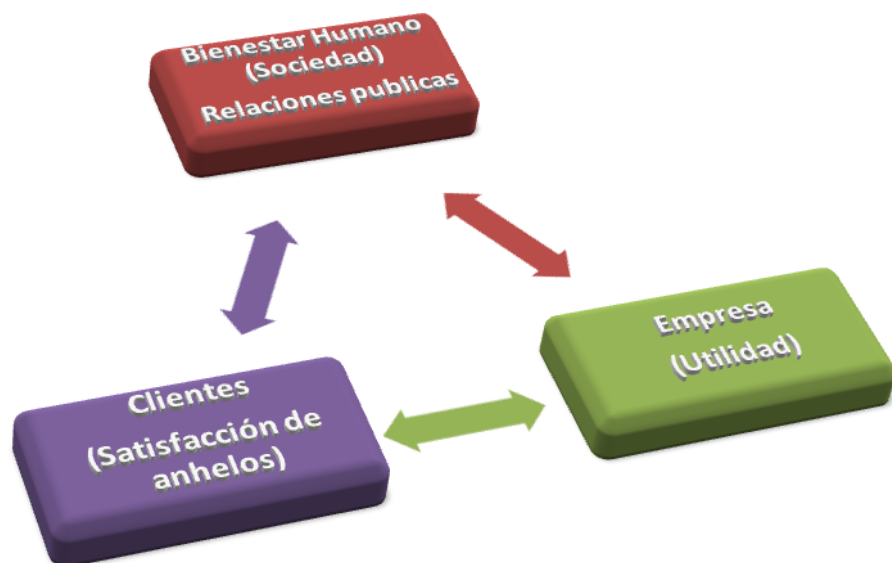 Bienestar Humano
(Sociedad)
Relaciones publicas
Empresa
(Utilidad)
Clientes
(Satisfacción de
anhelos)